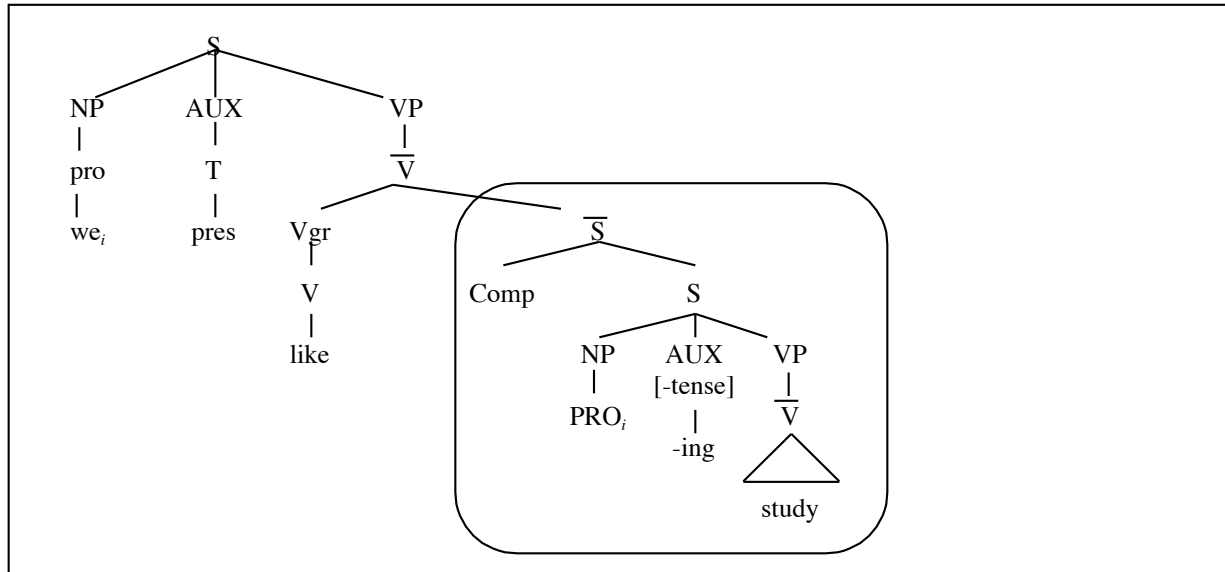 S
NP AUX VP
pro T V̅
we_i pres Vgr S̅
V Comp S
like NP AUX VP
[-tense]
PRO_i V̅
-ing
study